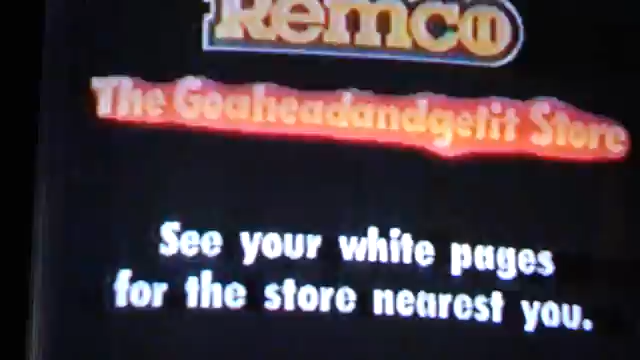 Remco
The Goaheadandgetit Store
See your white pages
for the store nearest you.